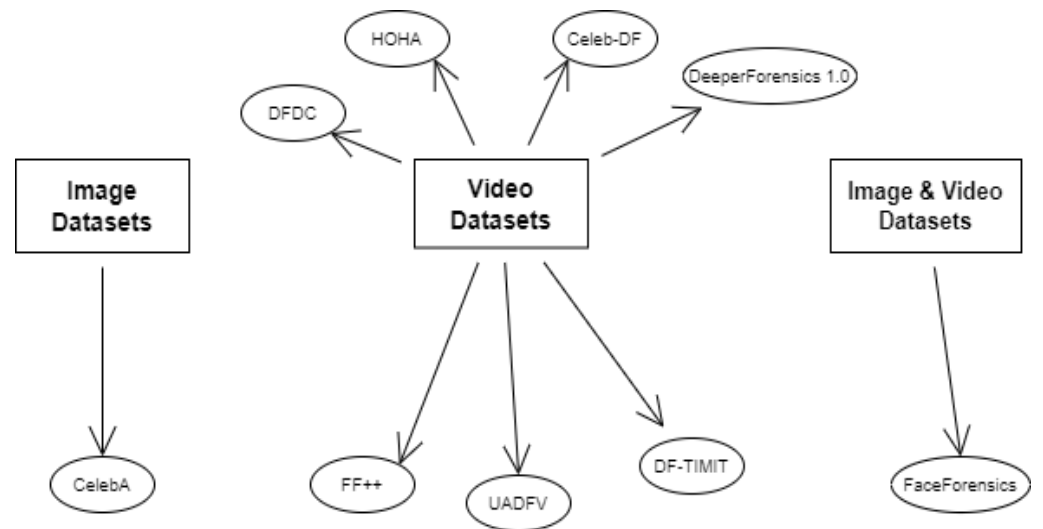 HOHA
Celeb-DF
DeeperForensics 1.0
DFDC
Image
Datasets
Video
Datasets
Image & Video
Datasets
CelebA
FF++
UADFV
DF-TIMIT
FaceForensics